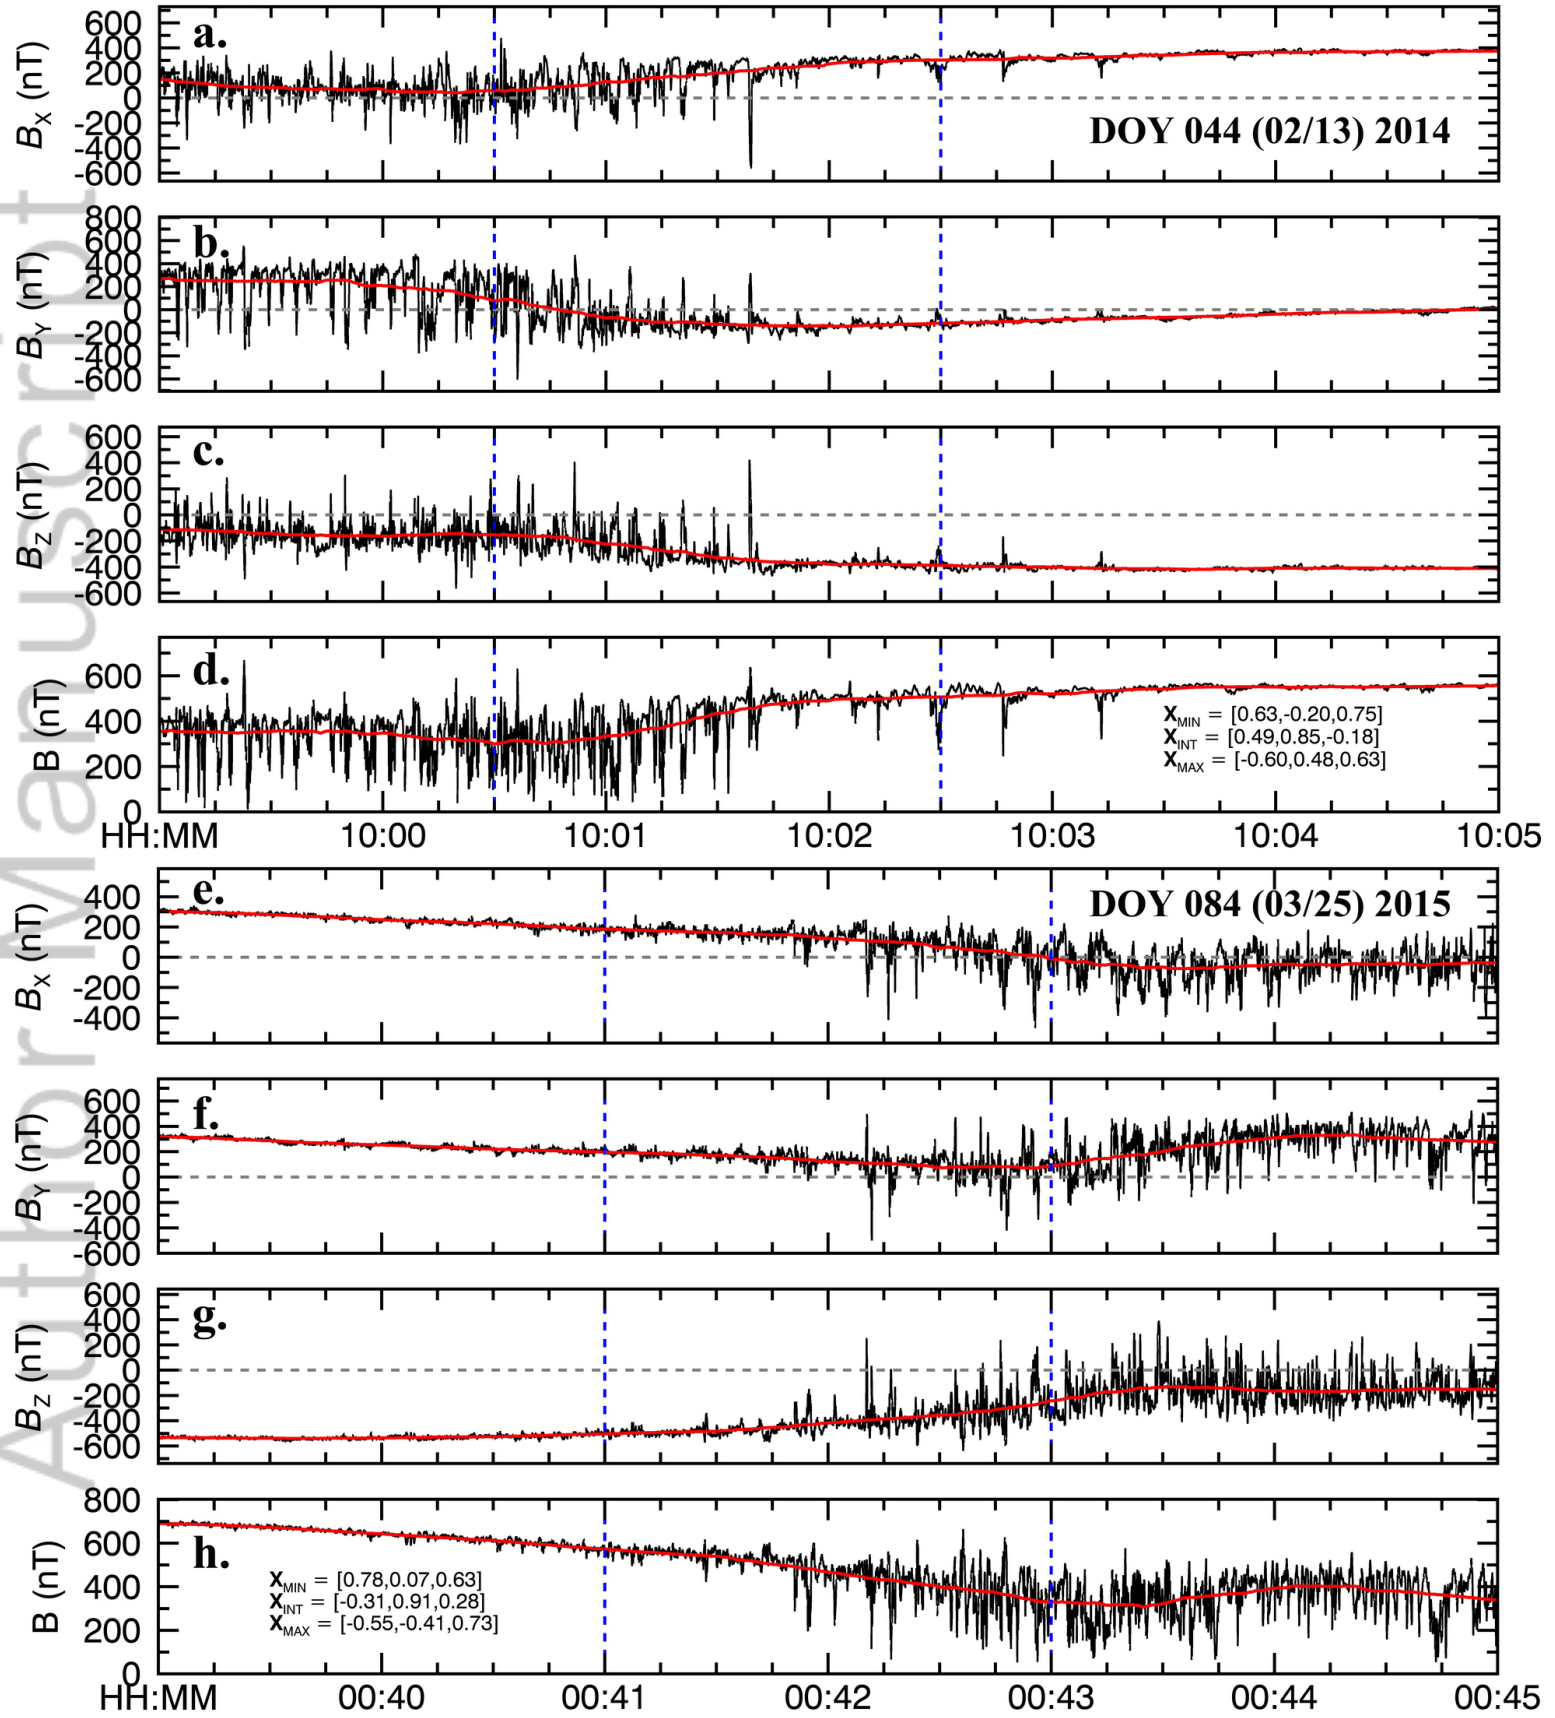 Author Manuscript
a.
B_X (nT)
600
400
200
0
-200
-400
-600
DOY 044 (02/13) 2014
b.
B_Y (nT)
800
600
400
200
0
-200
-400
-600
c.
B_Z (nT)
600
400
200
0
-200
-400
-600
d.
B (nT)
600
400
200
0
X_MIN = [0.63,-0.20,0.75]
X_INT = [0.49,0.85,-0.18]
X_MAX = [-0.60,0.48,0.63]
HH:MM 10:00 10:01 10:02 10:03 10:04 10:05
e.
B_X (nT)
400
200
0
-200
-400
DOY 084 (03/25) 2015
f.
B_Y (nT)
600
400
200
0
-200
-400
-600
g.
B_Z (nT)
600
400
200
0
-200
-400
-600
h.
B (nT)
800
600
400
200
0
X_MIN = [0.78,0.07,0.63]
X_INT = [-0.31,0.91,0.28]
X_MAX = [-0.55,-0.41,0.73]
HH:MM 00:40 00:41 00:42 00:43 00:44 00:45